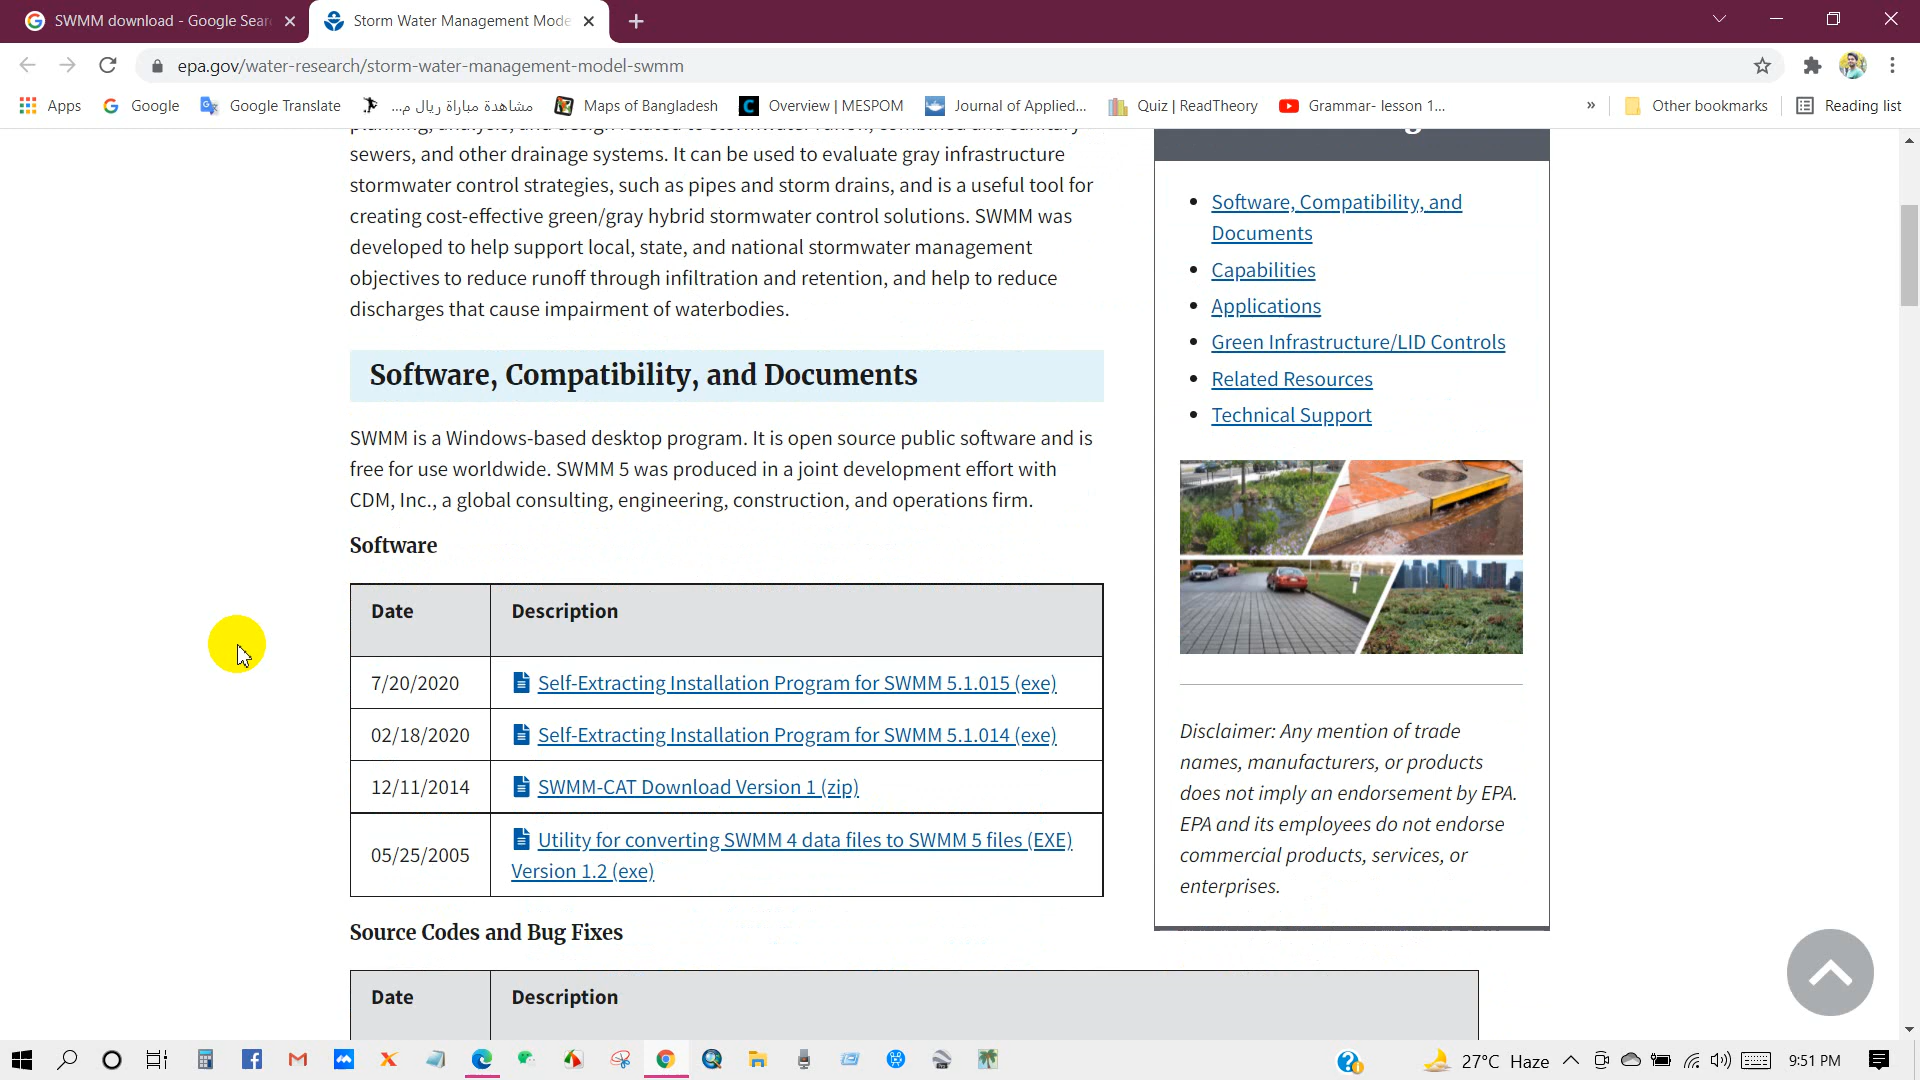 SWMM download - Google Sear
Storm Water Management Mode
epa.gov/water-research/storm-water-management-model-swmm
Apps
Google
Google Translate
مشاهدة مباراة ريال م...
Maps of Bangladesh
Overview | MESPOM
Journal of Applied...
Quiz | ReadTheory
Grammar- lesson 1...
»
Other bookmarks
Reading list
planning, analysis, and design related to stormwater runoff, combined and sanitary
sewers, and other drainage systems. It can be used to evaluate gray infrastructure
stormwater control strategies, such as pipes and storm drains, and is a useful tool for
creating cost-effective green/gray hybrid stormwater control solutions. SWMM was
developed to help support local, state, and national stormwater management
objectives to reduce runoff through infiltration and retention, and help to reduce
discharges that cause impairment of waterbodies.
Software, Compatibility, and Documents
SWMM is a Windows-based desktop program. It is open source public software and is
free for use worldwide. SWMM 5 was produced in a joint development effort with
CDM, Inc., a global consulting, engineering, construction, and operations firm.
Software
Date Description
7/20/2020 Self-Extracting Installation Program for SWMM 5.1.015 (exe)
02/18/2020 Self-Extracting Installation Program for SWMM 5.1.014 (exe)
12/11/2014 SWMM-CAT Download Version 1 (zip)
05/25/2005 Utility for converting SWMM 4 data files to SWMM 5 files (EXE)
Version 1.2 (exe)
Source Codes and Bug Fixes
Date Description
Software, Compatibility, and
Documents
Capabilities
Applications
Green Infrastructure/LID Controls
Related Resources
Technical Support
Disclaimer: Any mention of trade
names, manufacturers, or products
does not imply an endorsement by EPA.
EPA and its employees do not endorse
commercial products, services, or
enterprises.
27°C Haze
9:51 PM